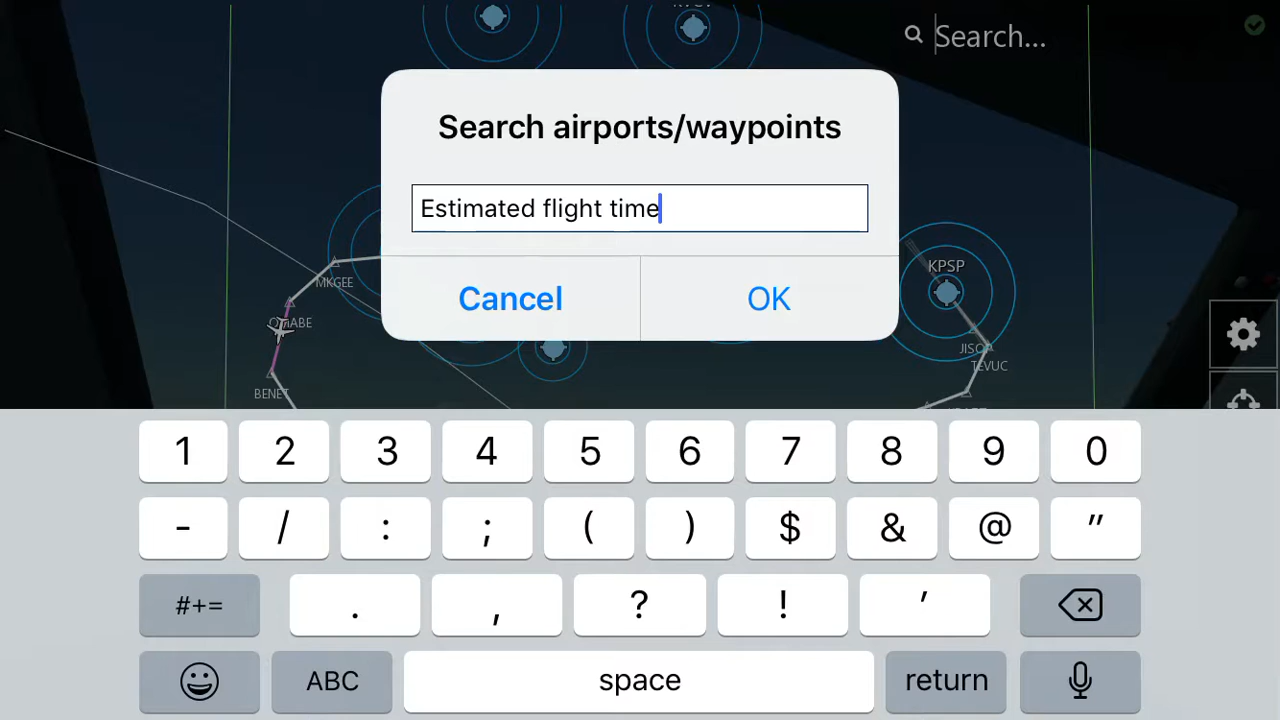 Search...
Search airports/waypoints
Estimated flight time
Cancel
OK
KPSP
MKGEE
JISOP
TEVUC
BENET
1 2 3 4 5 6 7 8 9 0
- / : ; ( ) $ & @ "
#+= . , ? ! '
ABC space return